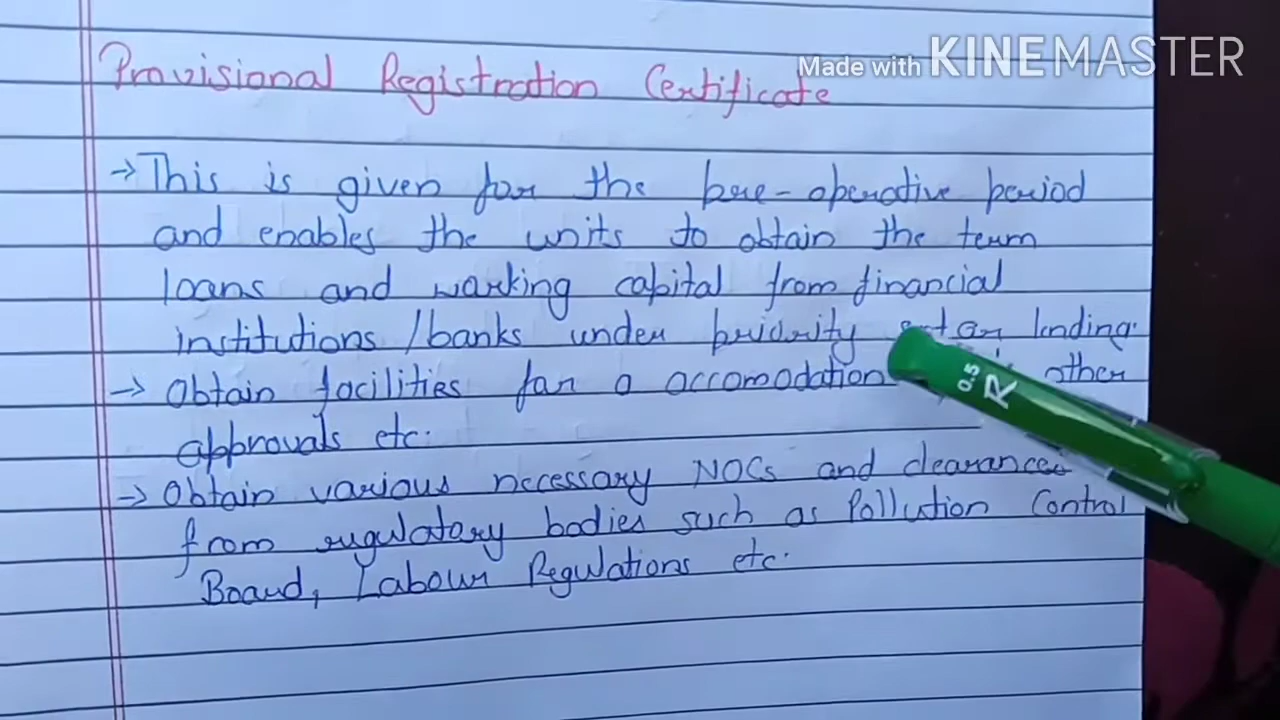 Made with KINEMASTER
Provisional Registration Certificate
→ This is given for the pre-operative period
and enables the units to obtain the term
loans and working capital from financial
institutions / banks under priority lending.
→ Obtain facilities for a accomodation other
approvals etc.
→ Obtain various necessary NOCs and clearances
from regulatory bodies such as Pollution Control
Board, Labour Regulations etc.
0.5 R